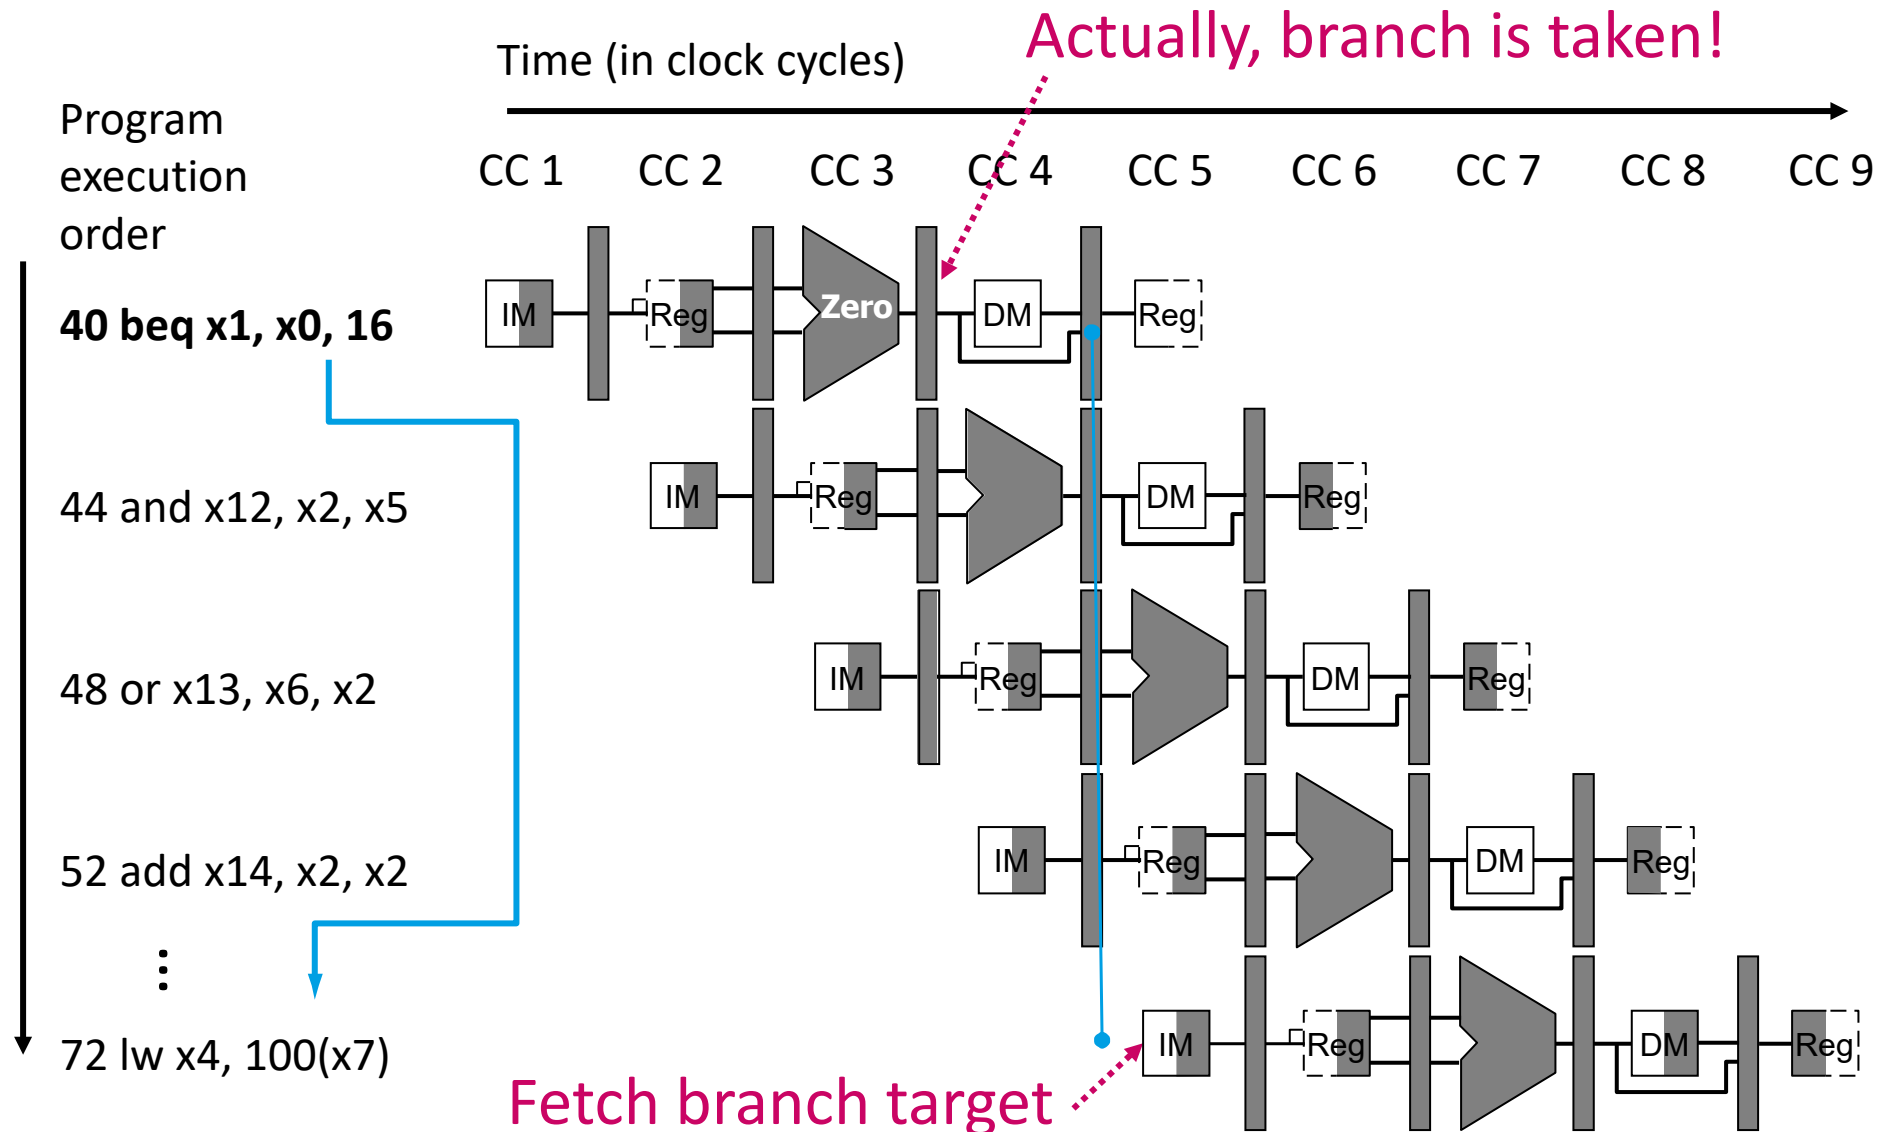 Actually, branch is taken!
Time (in clock cycles)
Program
execution
order
CC 1 CC 2 CC 3 CC 4 CC 5 CC 6 CC 7 CC 8 CC 9
40 beq x1, x0, 16
IM Reg Zero DM Reg
44 and x12, x2, x5
IM Reg DM Reg
48 or x13, x6, x2
IM Reg DM Reg
52 add x14, x2, x2
IM Reg DM Reg
⋮
72 lw x4, 100(x7)
IM Reg DM Reg
Fetch branch target